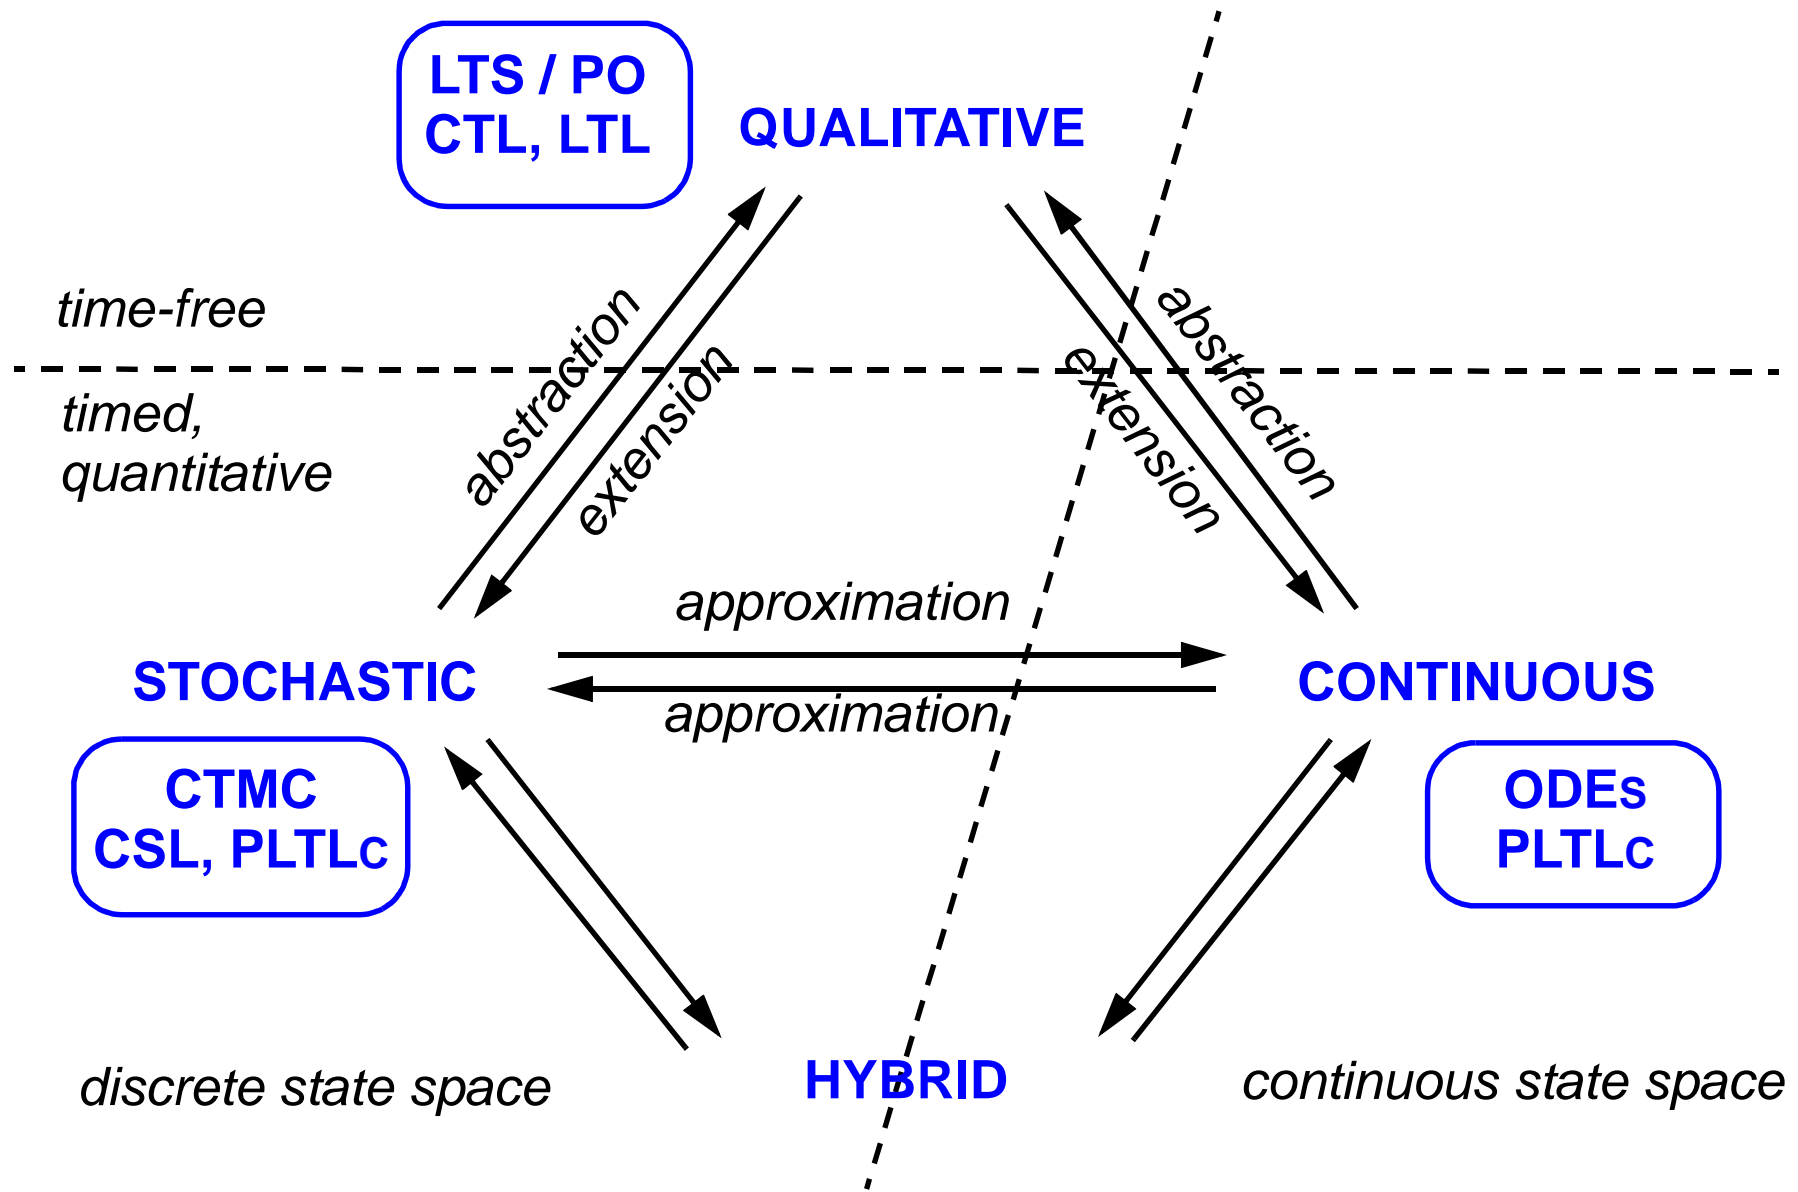 LTS / PO
CTL, LTL
QUALITATIVE
time-free
timed,
quantitative
abstraction
extension
extension
abstraction
approximation
approximation
STOCHASTIC
CONTINUOUS
CTMC
CSL, PLTLC
ODES
PLTLC
HYBRID
discrete state space
continuous state space